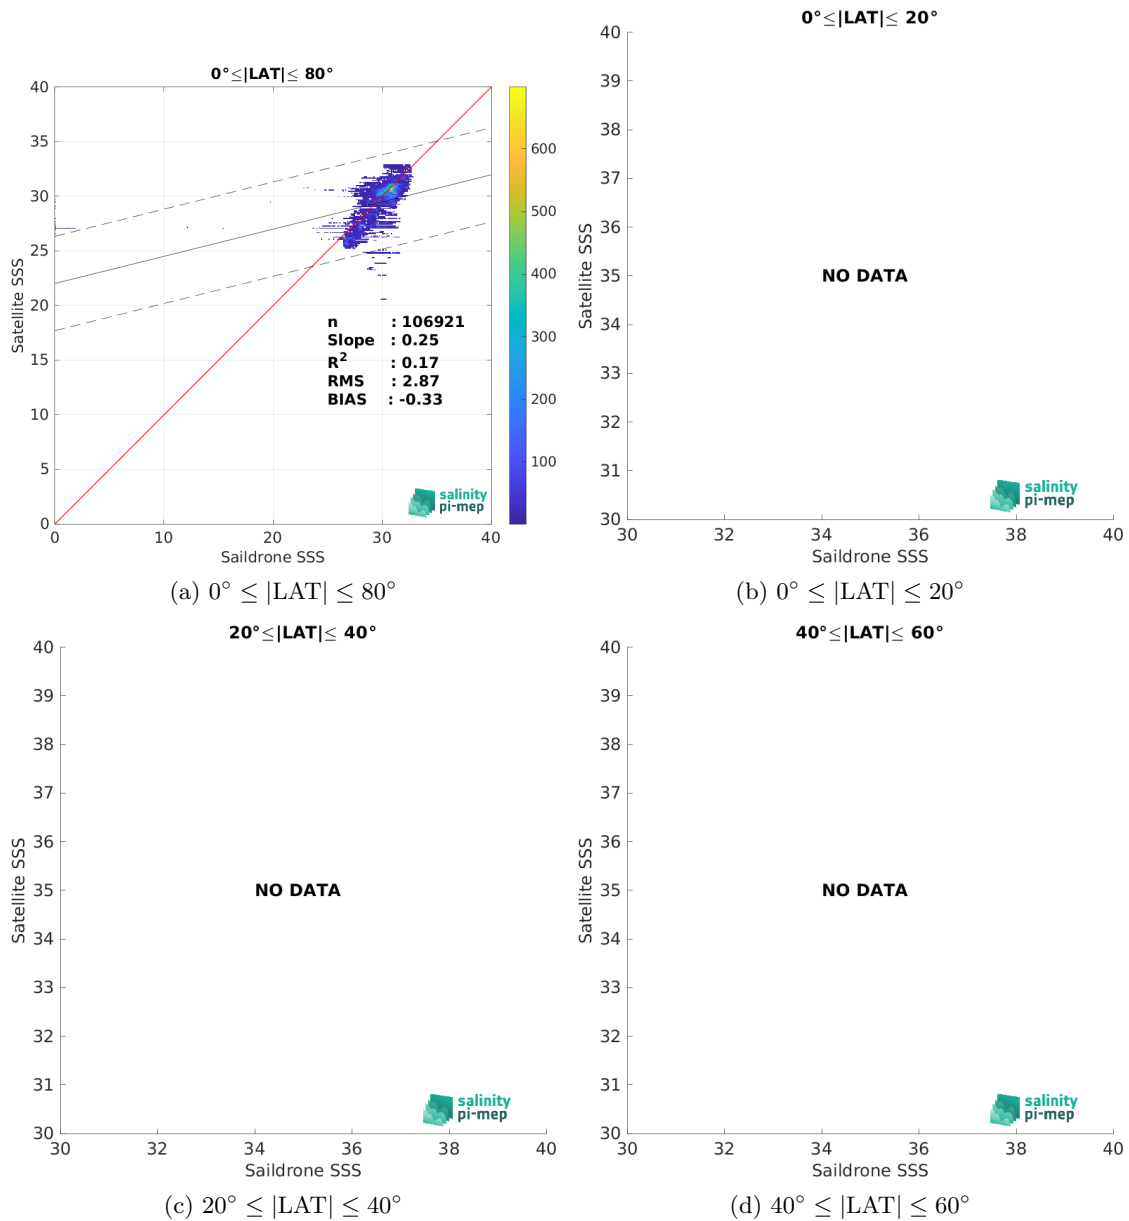 0°≤|LAT|≤ 80°
40
35
30
25
20
15
10
5
0
Satellite SSS
0
10
20
30
40
Saildrone SSS
600
500
400
300
200
100
n : 106921
Slope : 0.25
R² : 0.17
RMS : 2.87
BIAS : -0.33
salinity
pi-mep
(a) 0° ≤ |LAT| ≤ 80°
0°≤|LAT|≤ 20°
40
39
38
37
36
35
34
33
32
31
30
Satellite SSS
NO DATA
salinity
pi-mep
30
32
34
36
38
40
Saildrone SSS
(b) 0° ≤ |LAT| ≤ 20°
20°≤|LAT|≤ 40°
40
39
38
37
36
35
34
33
32
31
30
Satellite SSS
NO DATA
salinity
pi-mep
30
32
34
36
38
40
Saildrone SSS
(c) 20° ≤ |LAT| ≤ 40°
40°≤|LAT|≤ 60°
40
39
38
37
36
35
34
33
32
31
30
Satellite SSS
NO DATA
salinity
pi-mep
30
32
34
36
38
40
Saildrone SSS
(d) 40° ≤ |LAT| ≤ 60°